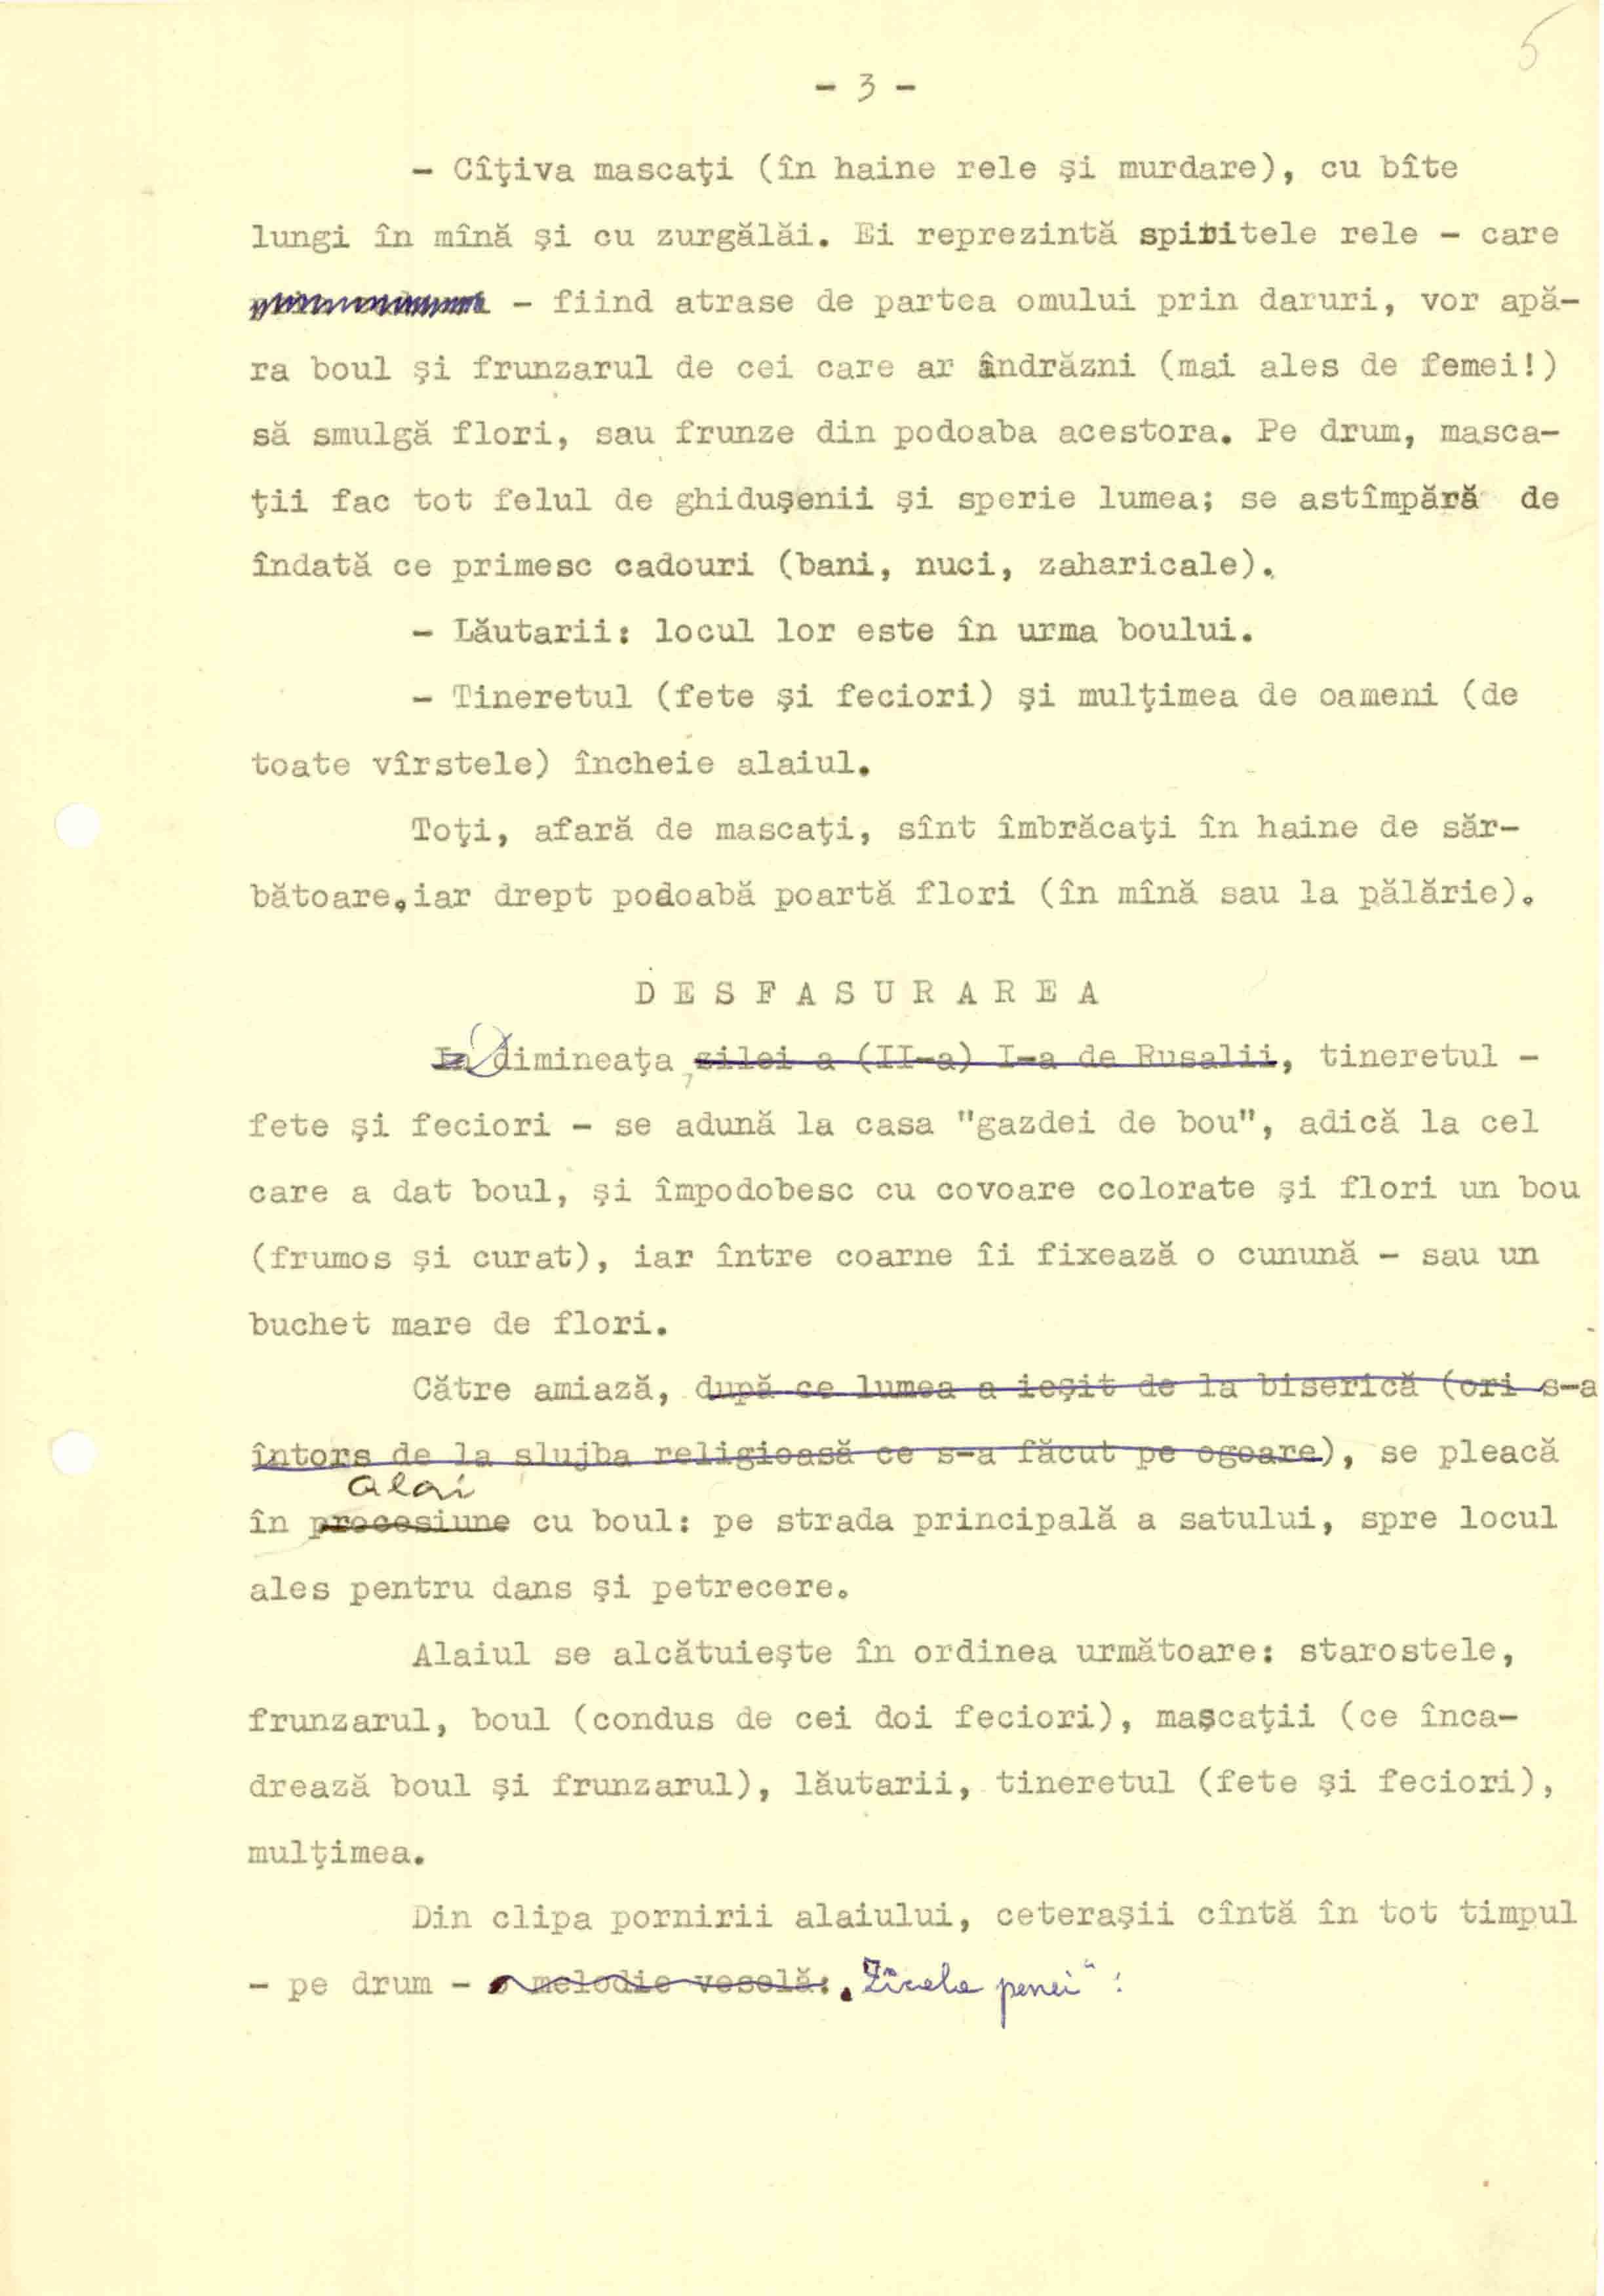 5
- 3 -
- Cîţiva mascaţi (în haine rele şi murdare), cu bîte
lungi în mînă şi cu zurgălăi. Ei reprezintă spiritele rele - care
- fiind atrase de partea omului prin daruri, vor apă-
ra boul şi frunzarul de cei care ar îndrăzni (mai ales de femei!)
să smulgă flori, sau frunze din podoaba acestora. Pe drum, masca-
ţii fac tot felul de ghiduşenii şi sperie lumea; se astîmpără de
îndată ce primesc cadouri (bani, nuci, zaharicale).
- Lăutarii: locul lor este în urma boului.
- Tineretul (fete şi feciori) şi mulţimea de oameni (de
toate vîrstele) încheie alaiul.
Toţi, afară de mascaţi, sînt îmbrăcaţi în haine de săr-
bătoare,iar drept podoabă poartă flori (în mînă sau la pălărie).
D E S F A S U R A R E A
In dimineaţa zilei a (II-a) I-a de Rusalii, tineretul -
fete şi feciori - se adună la casa "gazdei de bou", adică la cel
care a dat boul, şi împodobesc cu covoare colorate şi flori un bou
(frumos şi curat), iar între coarne îi fixează o cunună - sau un
buchet mare de flori.
Către amiază, după ce lumea a ieşit de la biserică (ori s-a
întors de la slujba religioasă ce s-a făcut pe ogoare), se pleacă
alai
în procesiune cu boul: pe strada principală a satului, spre locul
ales pentru dans şi petrecere.
Alaiul se alcătuieşte în ordinea următoare: starostele,
frunzarul, boul (condus de cei doi feciori), maşcaţii (ce înca-
drează boul şi frunzarul), lăutarii, tineretul (fete şi feciori),
mulţimea.
Din clipa pornirii alaiului, ceteraşii cîntă în tot timpul
- pe drum - o melodie veselă: „Zicala penei“ :